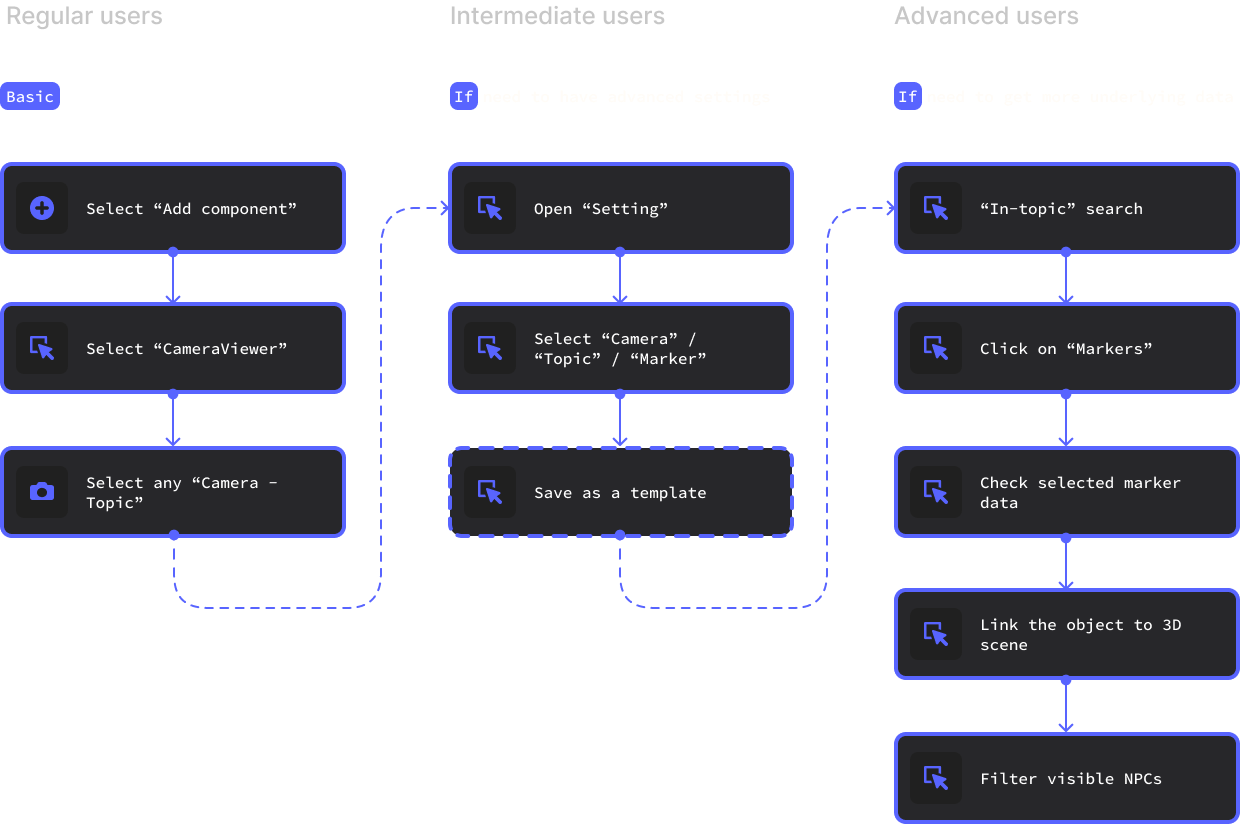 Regular users
Basic
Select “Add component”
Select “CameraViewer”
Select any “Camera –
Topic”
Intermediate users
If
Open “Setting”
Select “Camera” /
“Topic” / “Marker”
Save as a template
Advanced users
If
“In-topic” search
Click on “Markers”
Check selected marker
data
Link the object to 3D
scene
Filter visible NPCs